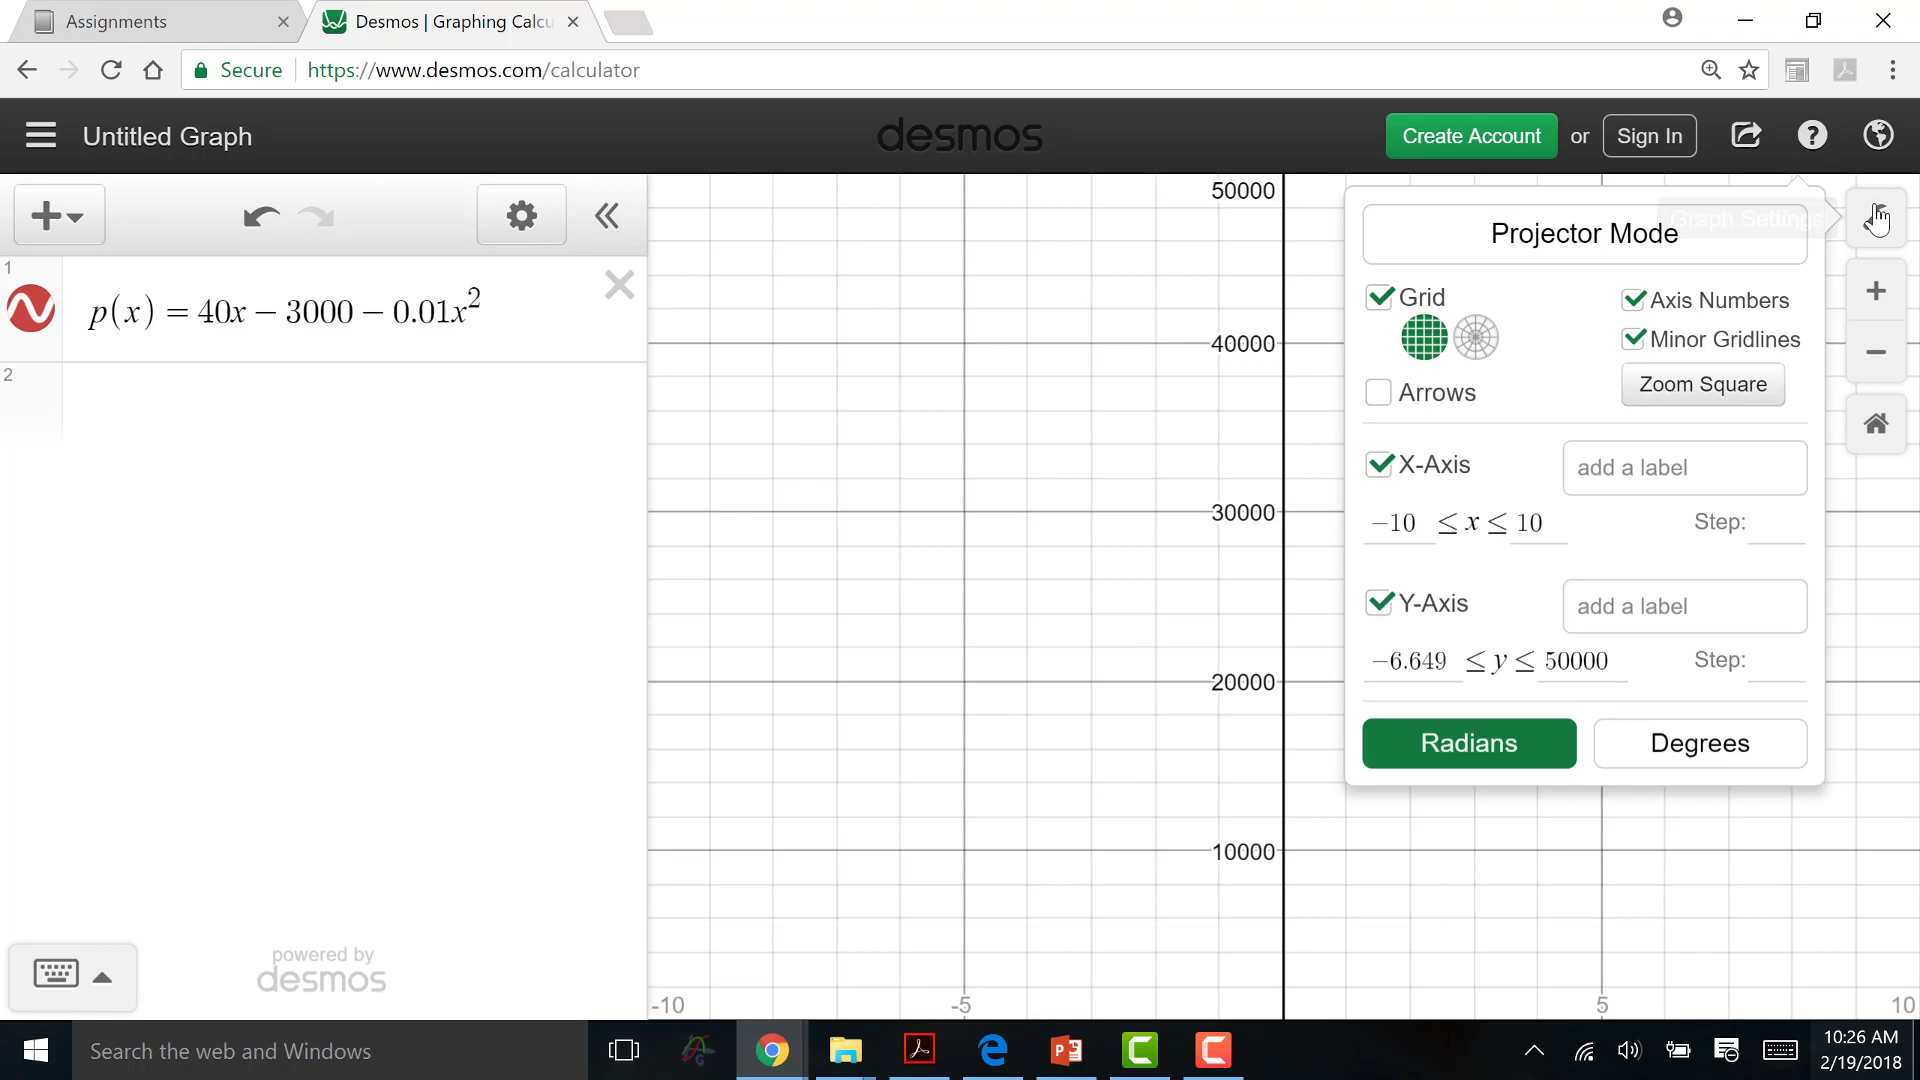 Assignments
Desmos | Graphing Calcu
Secure
https://www.desmos.com/calculator
Untitled Graph
desmos
Create Account or Sign In
1
p(x) = 40x − 3000 − 0.01x²
2
powered by
desmos
50000
40000
30000
20000
10000
-10
-5
5
10
Graph Settings
Projector Mode
Grid
Axis Numbers
Minor Gridlines
Arrows
Zoom Square
X-Axis
add a label
−10 ≤ x ≤ 10
Step:
Y-Axis
add a label
−6.649 ≤ y ≤ 50000
Step:
Radians
Degrees
Search the web and Windows
10:26 AM
2/19/2018